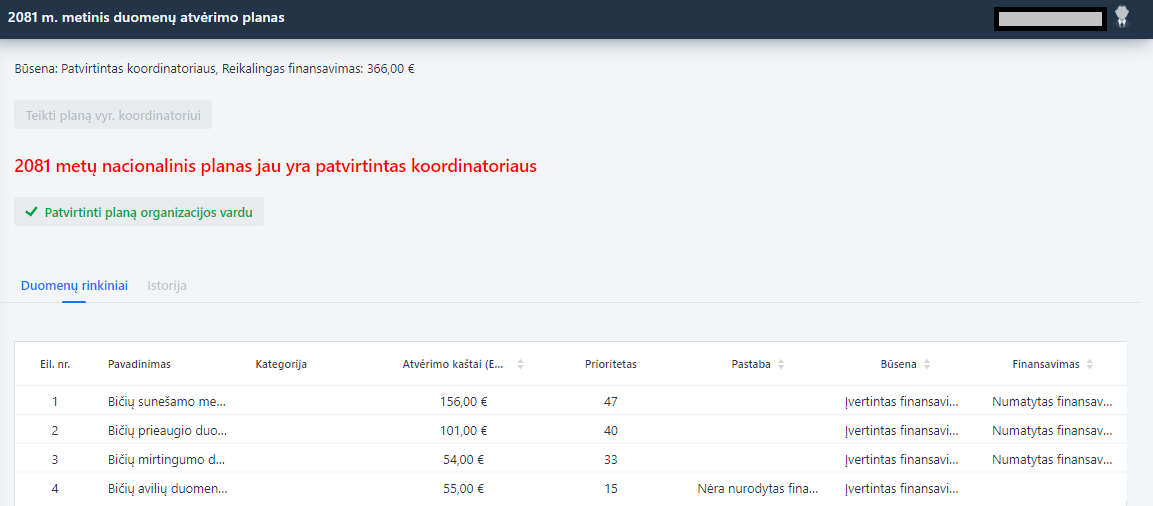 2081 m. metinis duomenų atvėrimo planas
Būsena: Patvirtintas koordinatoriaus, Reikalingas finansavimas: 366,00 €
Teikti planą vyr. koordinatoriui
2081 metų nacionalinis planas jau yra patvirtintas koordinatoriaus
Patvirtinti planą organizacijos vardu
Duomenų rinkiniai Istorija
Eil. nr. Pavadinimas Kategorija Atvėrimo kaštai (E... Prioritetas Pastaba Būsena Finansavimas
1 Bičių sunešamo me... 156,00 € 47 Įvertintas finansavi... Numatytas finansav...
2 Bičių prieaugio duo... 101,00 € 40 Įvertintas finansavi... Numatytas finansav...
3 Bičių mirtingumo d... 54,00 € 33 Įvertintas finansavi... Numatytas finansav...
4 Bičių avilių duomen... 55,00 € 15 Nėra nurodytas fina... Įvertintas finansavi...